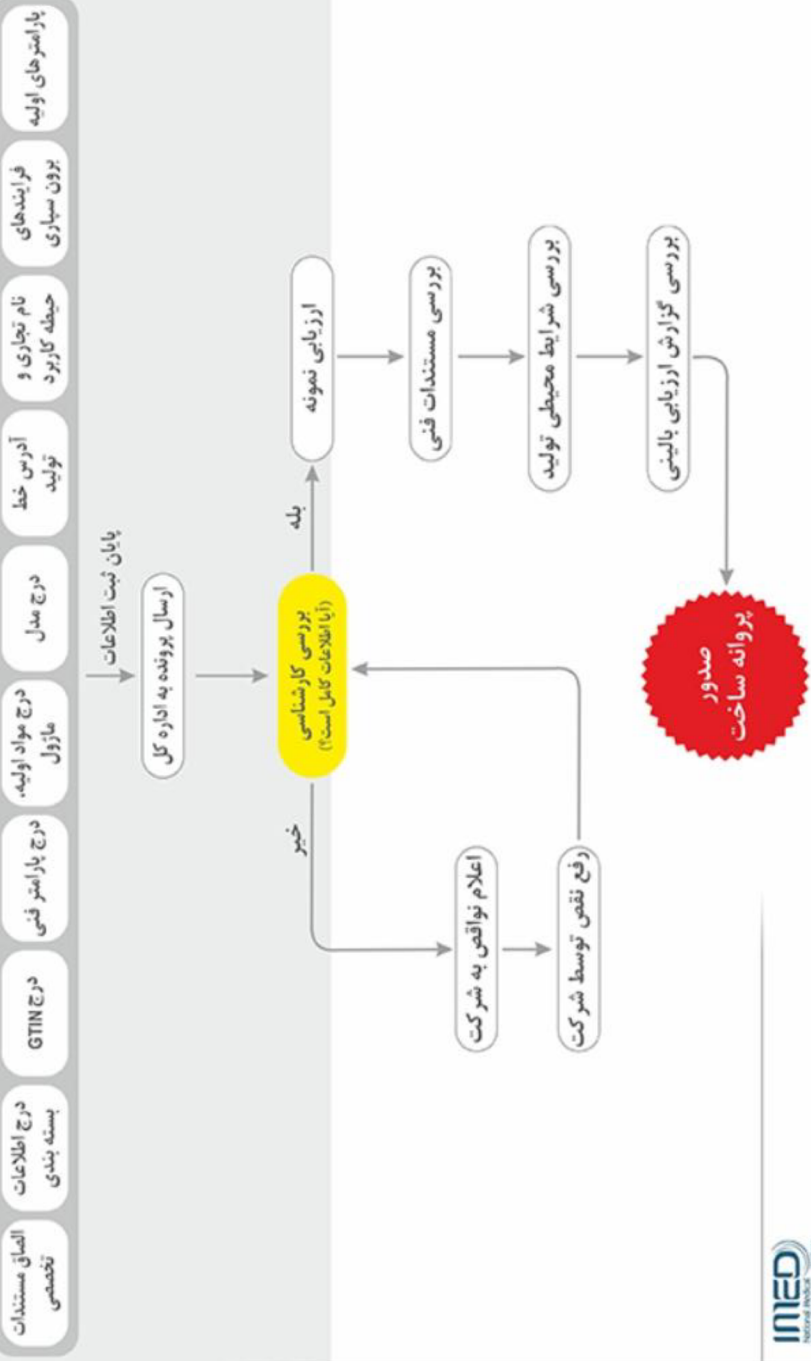 پارامترهای اولیه
فرایندهای
برون سپاری
نام تجاری و
حیطه کاربرد
آدرس خط
تولید
درج مدل
درج مواد اولیه،
ماژول
درج پارامتر فنی
درج GTIN
درج اطلاعات
بسته بندی
الصاق مستندات
تخصصی
پایان ثبت اطلاعات
ارسال پرونده به اداره کل
بررسی کارشناسی
(آیا اطلاعات کامل است؟)
بله
ارزیابی نمونه
بررسی مستندات فنی
بررسی شرایط محیطی تولید
بررسی گزارش ارزیابی بالینی
صدور
پروانه ساخت
خیر
اعلام نواقص به شرکت
رفع نقص توسط شرکت
IMED
National Medical